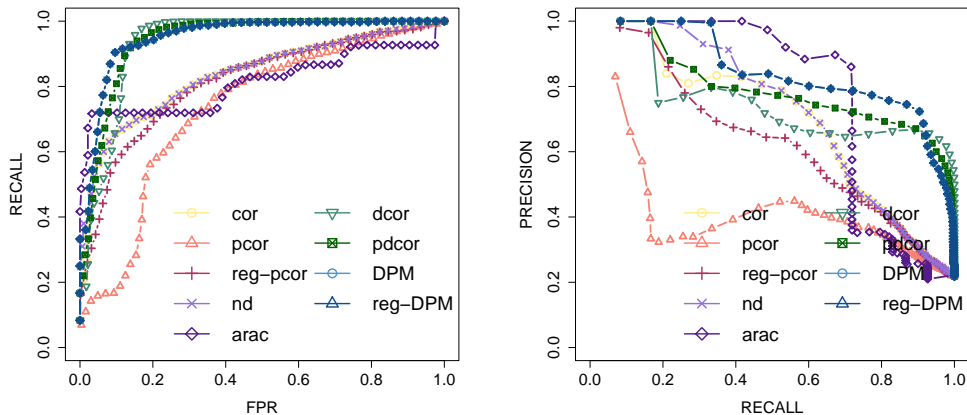 RECALL
0.0 0.2 0.4 0.6 0.8 1.0
cor
pcor
reg−pcor
nd
arac
dcor
pdcor
DPM
reg−DPM
0.0 0.2 0.4 0.6 0.8 1.0
FPR
PRECISION
0.0 0.2 0.4 0.6 0.8 1.0
cor
pcor
reg−pcor
nd
arac
dcor
pdcor
DPM
reg−DPM
0.0 0.2 0.4 0.6 0.8 1.0
RECALL